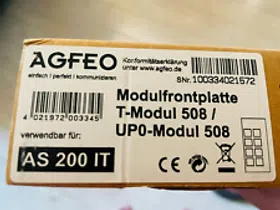 AGFEO
einfach | perfekt | kommunizieren
Konformitätserklärung
www.agfeo.de
SNr. 100334021572
Modulfrontplatte
T-Modul 508 /
UP0-Modul 508
4 021972 003345
verwendbar für:
AS 200 IT
CE